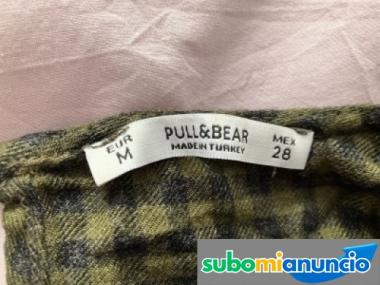 PULL&BEAR
MADE IN TURKEY
EUR
M
MEX
28
subomianuncio